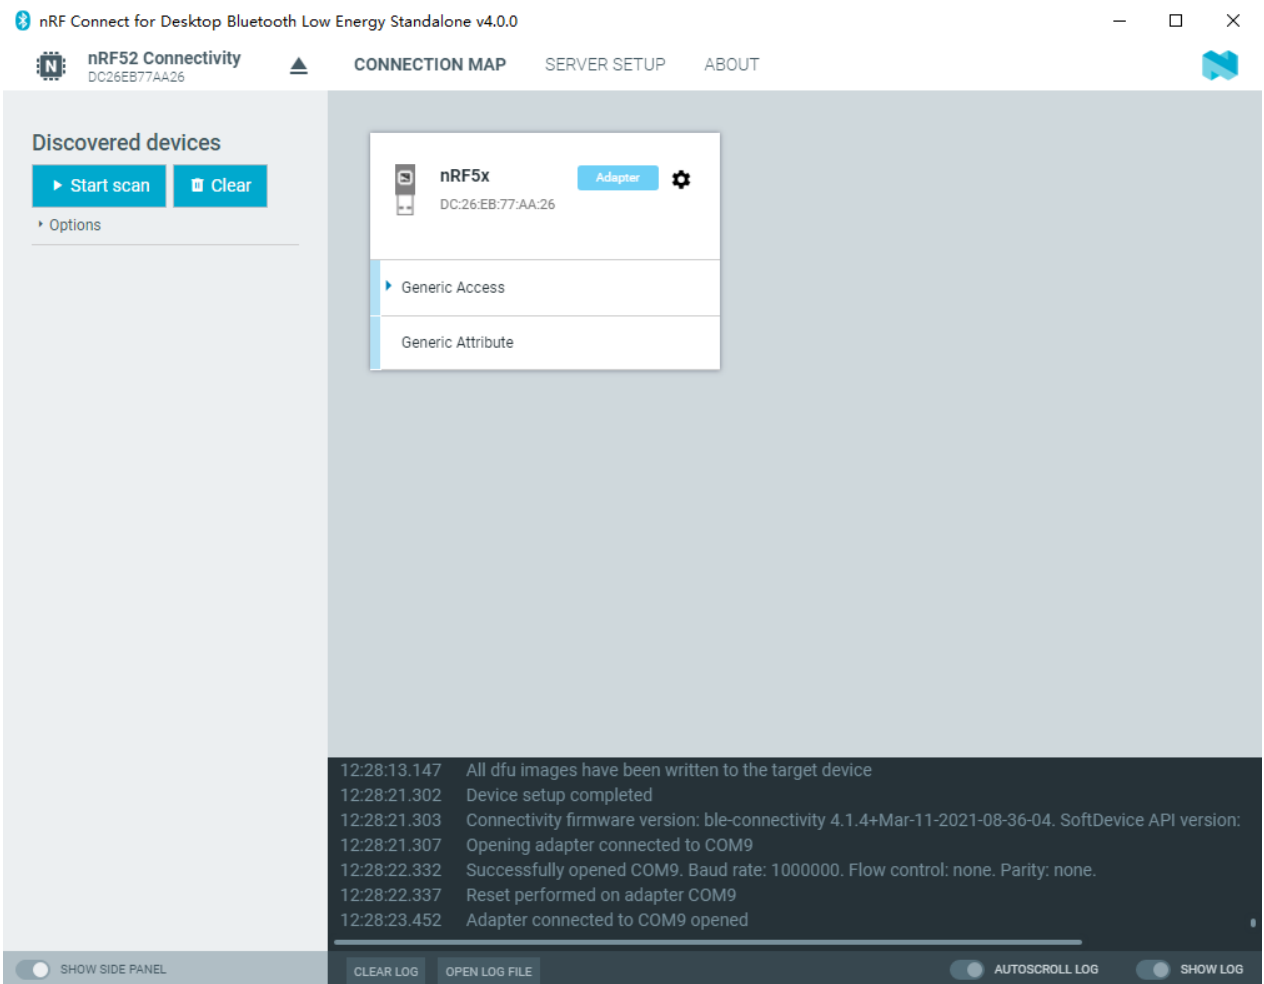 nRF Connect for Desktop Bluetooth Low Energy Standalone v4.0.0
nRF52 Connectivity
DC26EB77AA26
CONNECTION MAP
SERVER SETUP
ABOUT
Discovered devices
Start scan
Clear
Options
nRF5x
Adapter
DC:26:EB:77:AA:26
Generic Access
Generic Attribute
12:28:13.147 All dfu images have been written to the target device
12:28:21.302 Device setup completed
12:28:21.303 Connectivity firmware version: ble-connectivity 4.1.4+Mar-11-2021-08-36-04. SoftDevice API version:
12:28:21.307 Opening adapter connected to COM9
12:28:22.332 Successfully opened COM9. Baud rate: 1000000. Flow control: none. Parity: none.
12:28:22.337 Reset performed on adapter COM9
12:28:23.452 Adapter connected to COM9 opened
SHOW SIDE PANEL
CLEAR LOG
OPEN LOG FILE
AUTOSCROLL LOG
SHOW LOG